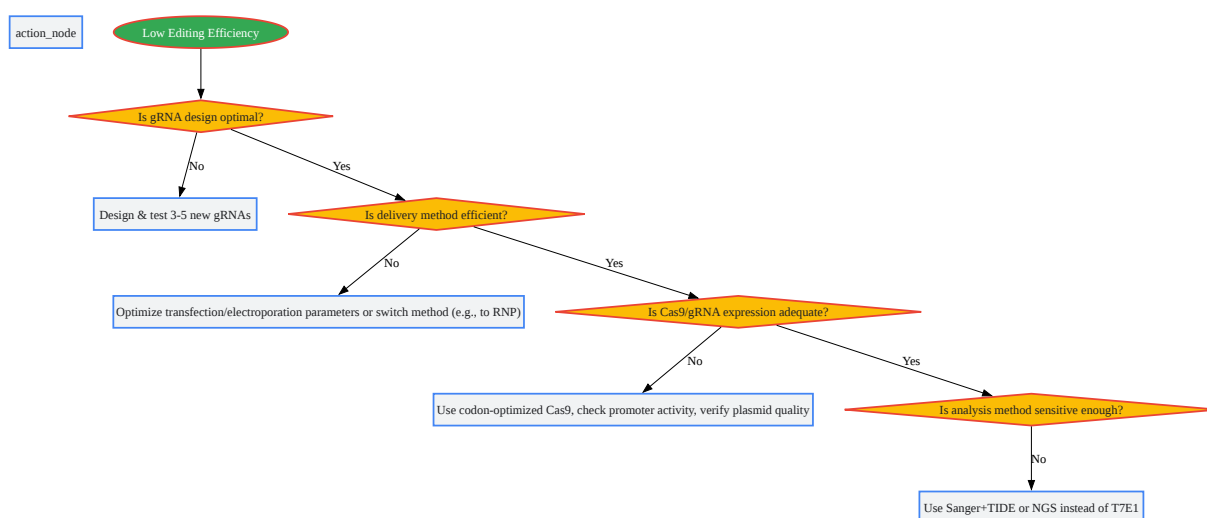 action_node
Low Editing Efficiency
Is gRNA design optimal?
No
Yes
Design & test 3-5 new gRNAs
Is delivery method efficient?
No
Yes
Optimize transfection/electroporation parameters or switch method (e.g., to RNP)
Is Cas9/gRNA expression adequate?
No
Yes
Use codon-optimized Cas9, check promoter activity, verify plasmid quality
Is analysis method sensitive enough?
No
Use Sanger+TIDE or NGS instead of T7E1